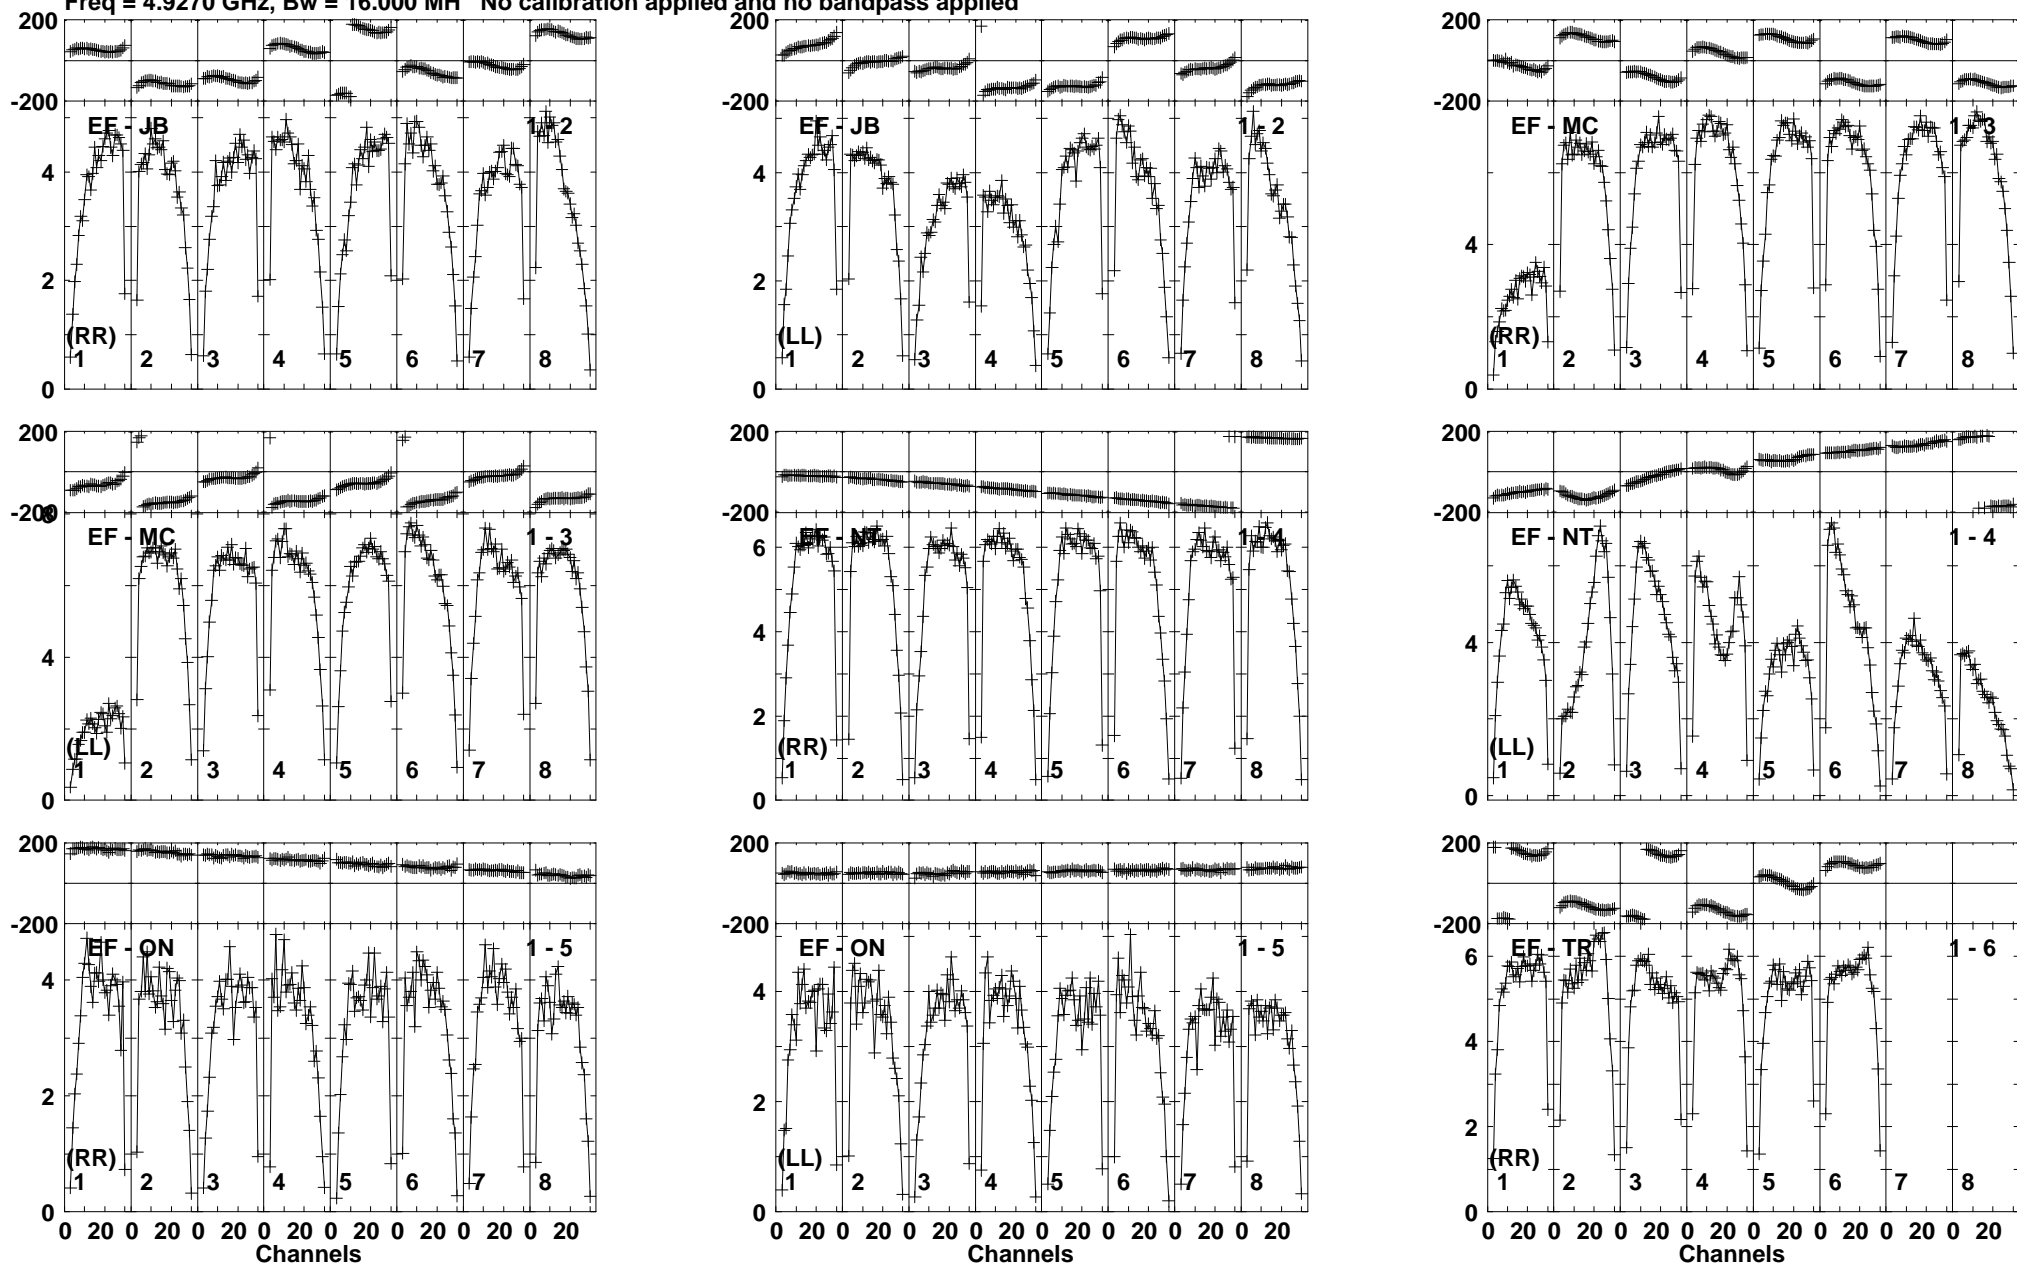 Freq = 4.9270 GHz, Bw = 16.000 MH No calibration applied and no bandpass applied
200 200 200
-200 -200 -200
EF - JB 1 - 2 EF - JB 1 - 2 EF - MC 1 - 3
4 4 4
2 2
(RR) (LL) (RR)
1 2 3 4 5 6 7 8 1 2 3 4 5 6 7 8 1 2 3 4 5 6 7 8
0 0 0
200 200 200
-200 -200 -200
8
EF - MC 1 - 3 EF - NT 1 - 4 EF - NT 1 - 4
6
4 4 4
2
(LL) (RR) (LL)
1 2 3 4 5 6 7 8 1 2 3 4 5 6 7 8 1 2 3 4 5 6 7 8
0 0 0
200 200 200
-200 -200 -200
EF - ON 1 - 5 EF - ON 1 - 5 EF - TR 1 - 6
6
4 4 4
2 2 2
(RR) (LL) (RR)
1 2 3 4 5 6 7 8 1 2 3 4 5 6 7 8 1 2 3 4 5 6 7 8
0 0 0
0 20 0 20 0 20 0 20 0 20 0 20 0 20 0 20 0 20 0 20 0 20 0 20 0 20 0 20 0 20 0 20 0 20 0 20 0 20 0 20 0 20 0 20 0 20 0 20
Channels Channels Channels